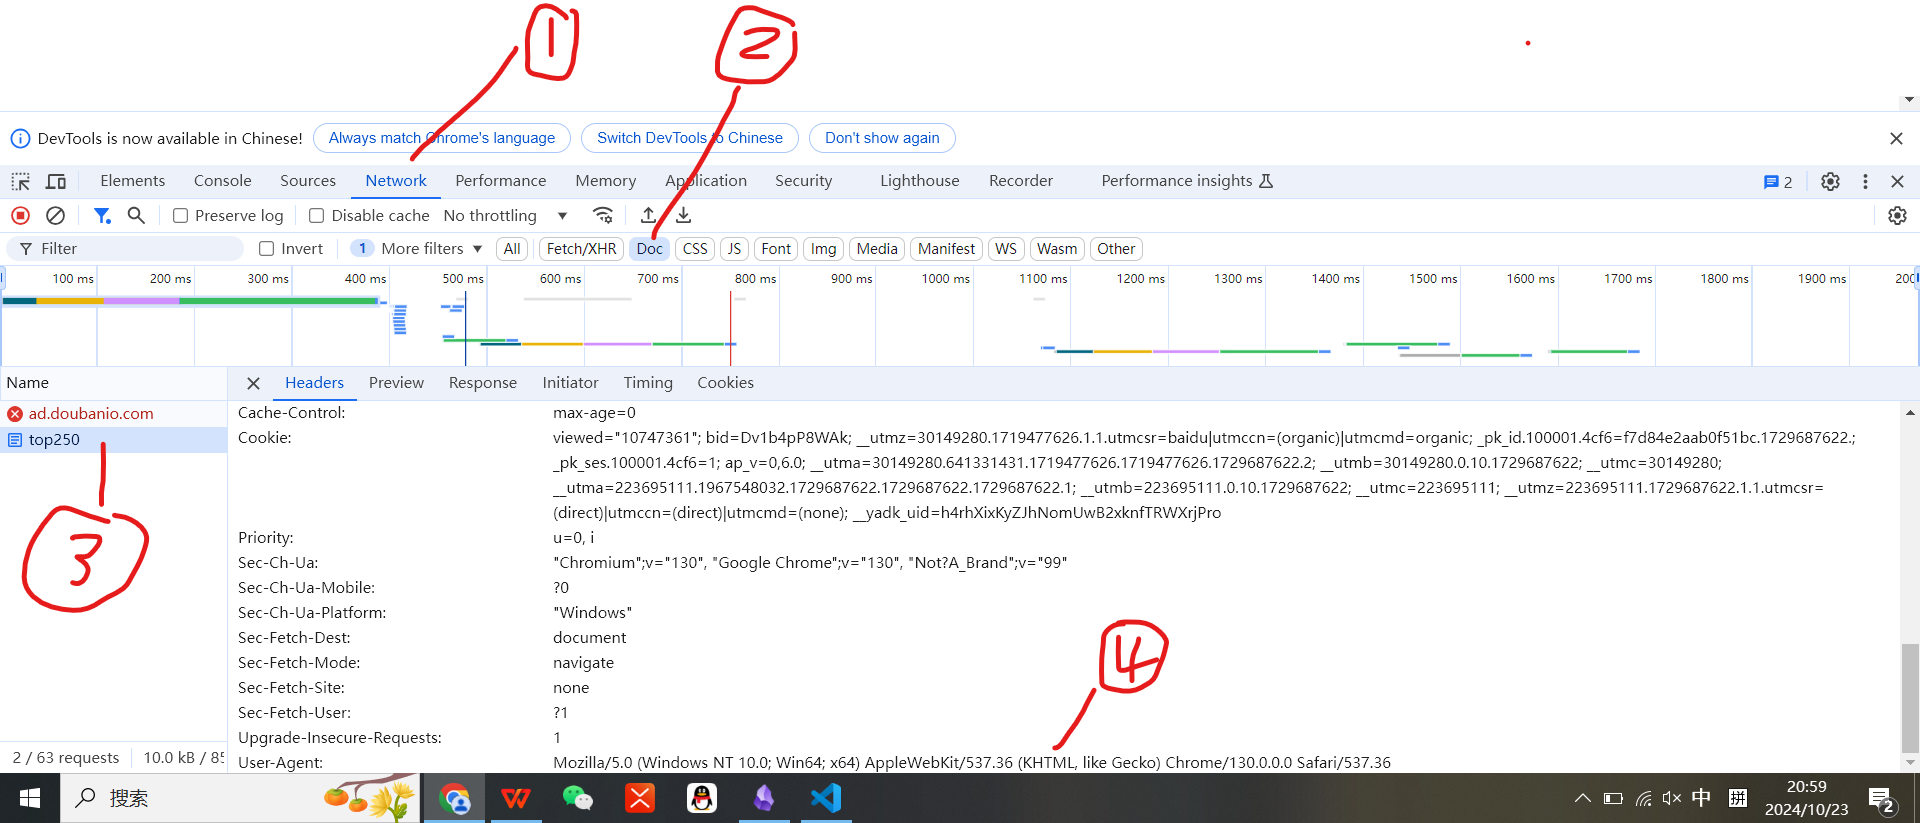 1
2
DevTools is now available in Chinese! Always match Chrome's language Switch DevTools to Chinese Don't show again
Elements Console Sources Network Performance Memory Application Security Lighthouse Recorder Performance insights 2
Preserve log Disable cache No throttling
Filter Invert 1 More filters All Fetch/XHR Doc CSS JS Font Img Media Manifest WS Wasm Other
100 ms 200 ms 300 ms 400 ms 500 ms 600 ms 700 ms 800 ms 900 ms 1000 ms 1100 ms 1200 ms 1300 ms 1400 ms 1500 ms 1600 ms 1700 ms 1800 ms 1900 ms 200
Name Headers Preview Response Initiator Timing Cookies
ad.doubanio.com
top250
3
Cache-Control: max-age=0
Cookie: viewed="10747361"; bid=Dv1b4pP8WAk; __utmz=30149280.1719477626.1.1.utmcsr=baidu|utmccn=(organic)|utmcmd=organic; _pk_id.100001.4cf6=f7d84e2aab0f51bc.1729687622.;
_pk_ses.100001.4cf6=1; ap_v=0,6.0; __utma=30149280.641331431.1719477626.1719477626.1729687622.2; __utmb=30149280.0.10.1729687622; __utmc=30149280;
__utma=223695111.1967548032.1729687622.1729687622.1729687622.1; __utmb=223695111.0.10.1729687622; __utmc=223695111; __utmz=223695111.1729687622.1.1.utmcsr=
(direct)|utmccn=(direct)|utmcmd=(none); __yadk_uid=h4rhXixKyZJhNomUwB2xknfTRWXrjPro
Priority: u=0, i
Sec-Ch-Ua: "Chromium";v="130", "Google Chrome";v="130", "Not?A_Brand";v="99"
Sec-Ch-Ua-Mobile: ?0
Sec-Ch-Ua-Platform: "Windows"
Sec-Fetch-Dest: document
Sec-Fetch-Mode: navigate
Sec-Fetch-Site: none
Sec-Fetch-User: ?1
Upgrade-Insecure-Requests: 1
User-Agent: Mozilla/5.0 (Windows NT 10.0; Win64; x64) AppleWebKit/537.36 (KHTML, like Gecko) Chrome/130.0.0.0 Safari/537.36
4
2 / 63 requests 10.0 kB / 85
搜索
中 拼 20:59
2024/10/23 2